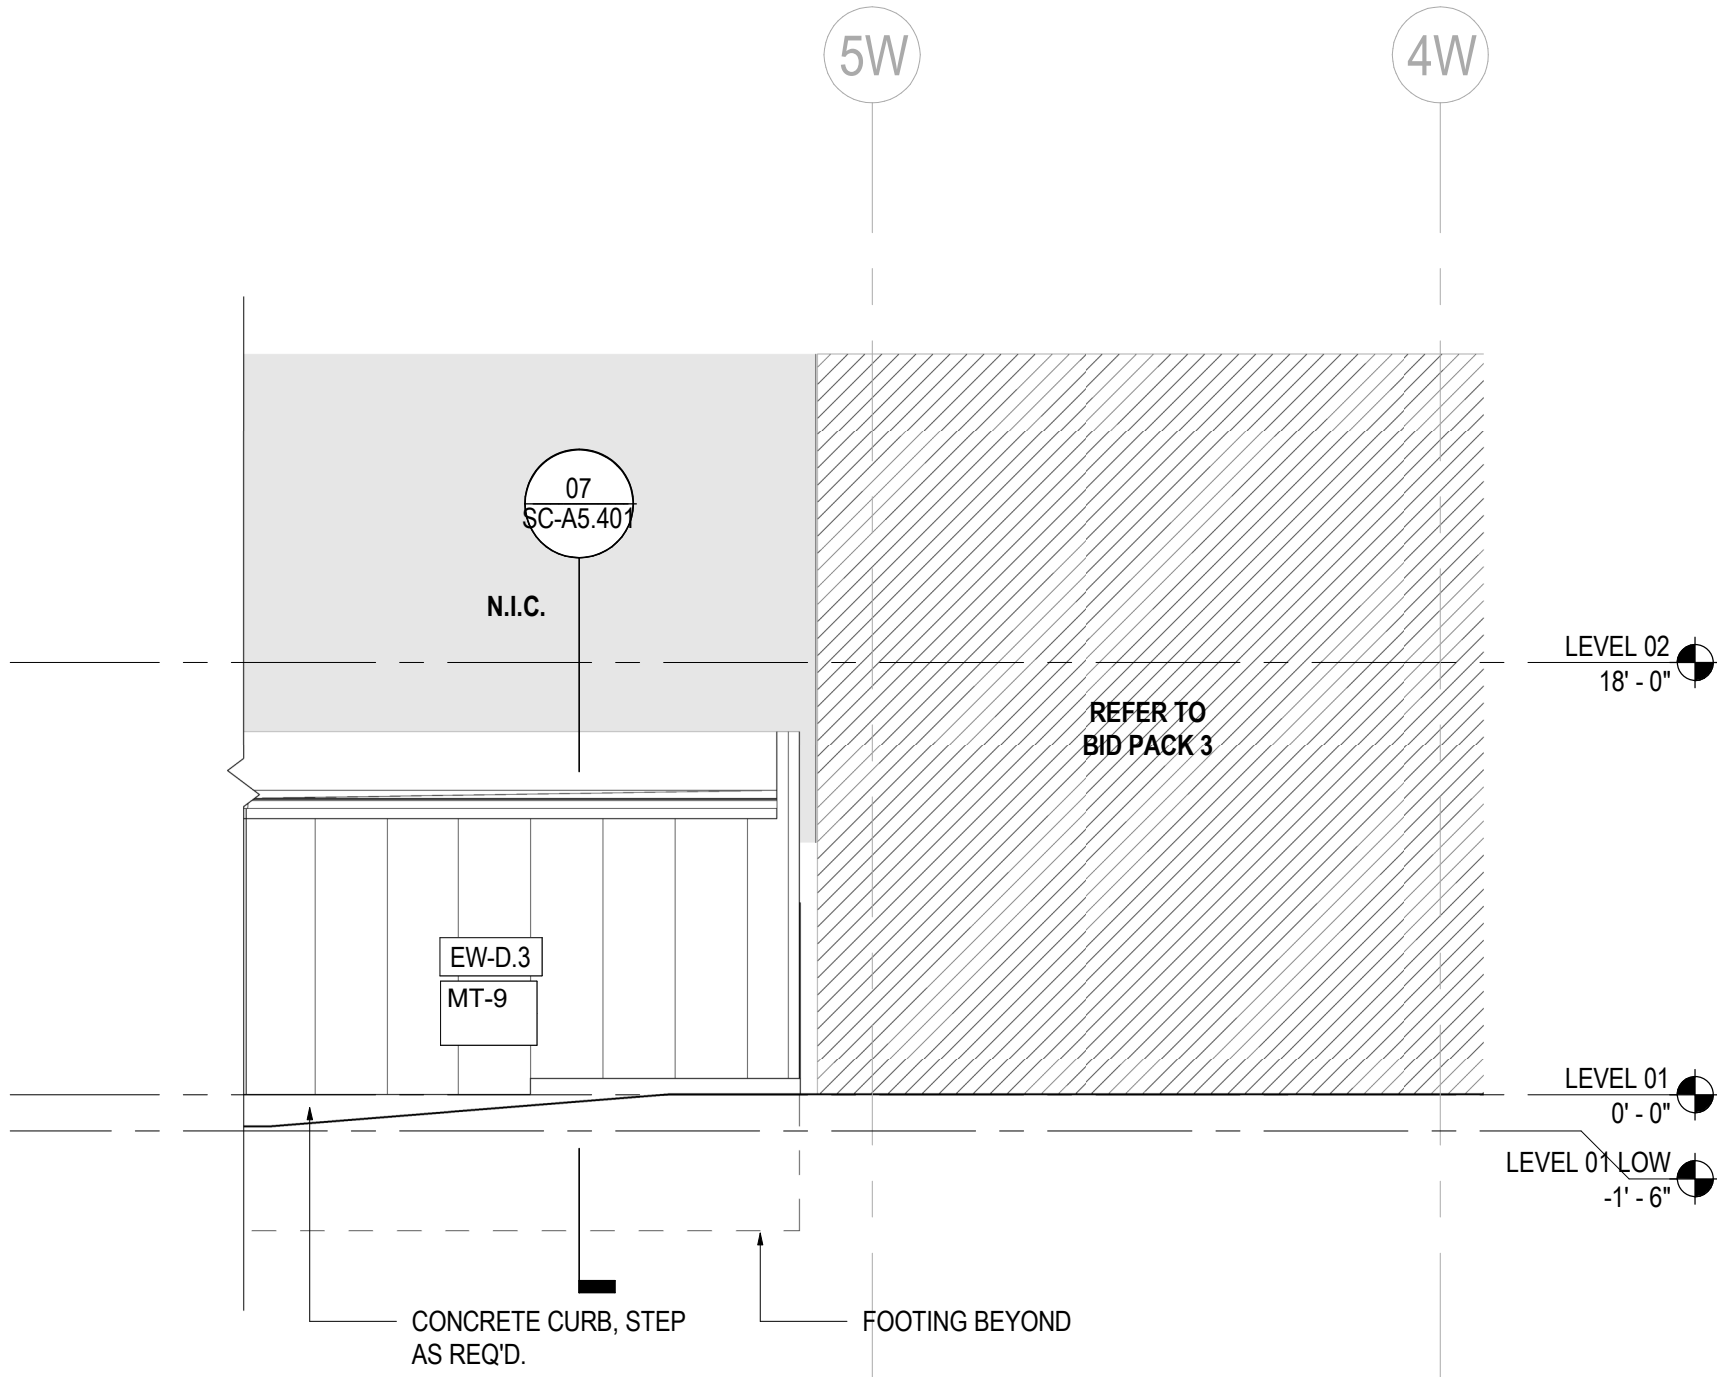 5W
4W
07
SC-A5.401
N.I.C.
LEVEL 02
18' - 0"
REFER TO
BID PACK 3
EW-D.3
MT-9
LEVEL 01
0' - 0"
LEVEL 01 LOW
-1' - 6"
CONCRETE CURB, STEP
AS REQ'D.
FOOTING BEYOND